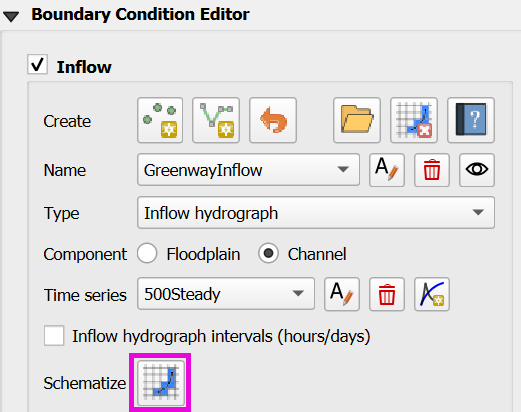 Boundary Condition Editor
Inflow
Create
Name GreenwayInflow A
Type Inflow hydrograph
Component Floodplain Channel
Time series 500Steady A
Inflow hydrograph intervals (hours/days)
Schematize